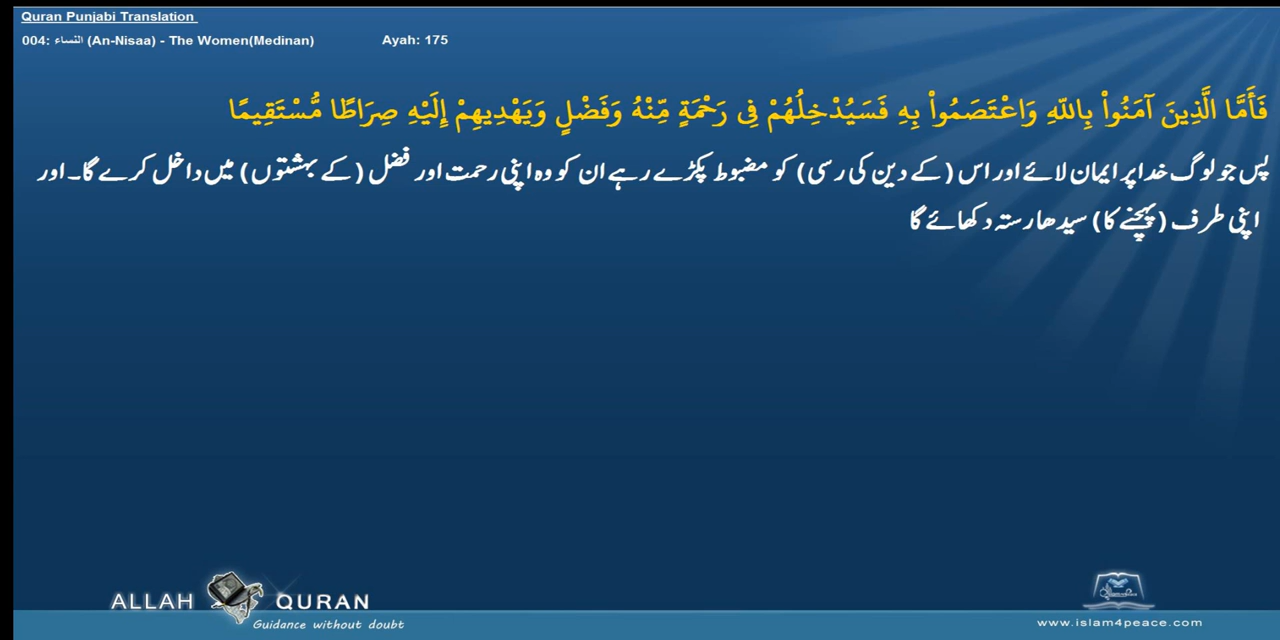 Quran Punjabi Translation
004: النساء (An-Nisaa) - The Women(Medinan) Ayah: 175
فَأَمَّا الَّذِينَ آمَنُواْ بِاللّهِ وَاعْتَصَمُواْ بِهِ فَسَيُدْخِلُهُمْ فِي رَحْمَةٍ مِّنْهُ وَفَضْلٍ وَيَهْدِيهِمْ إِلَيْهِ صِرَاطًا مُّسْتَقِيمًا
پس جو لوگ خدا پر ایمان لائے اور اس (کے دین کی رسی) کو مضبوط پکڑے رہے ان کو وہ اپنی رحمت اور فضل (کے بہشتوں) میں داخل کرے گا۔ اور
اپنی طرف (پہنچنے کا) سیدھا رستہ دکھائے گا
ALLAH QURAN
Guidance without doubt
www.islam4peace.com